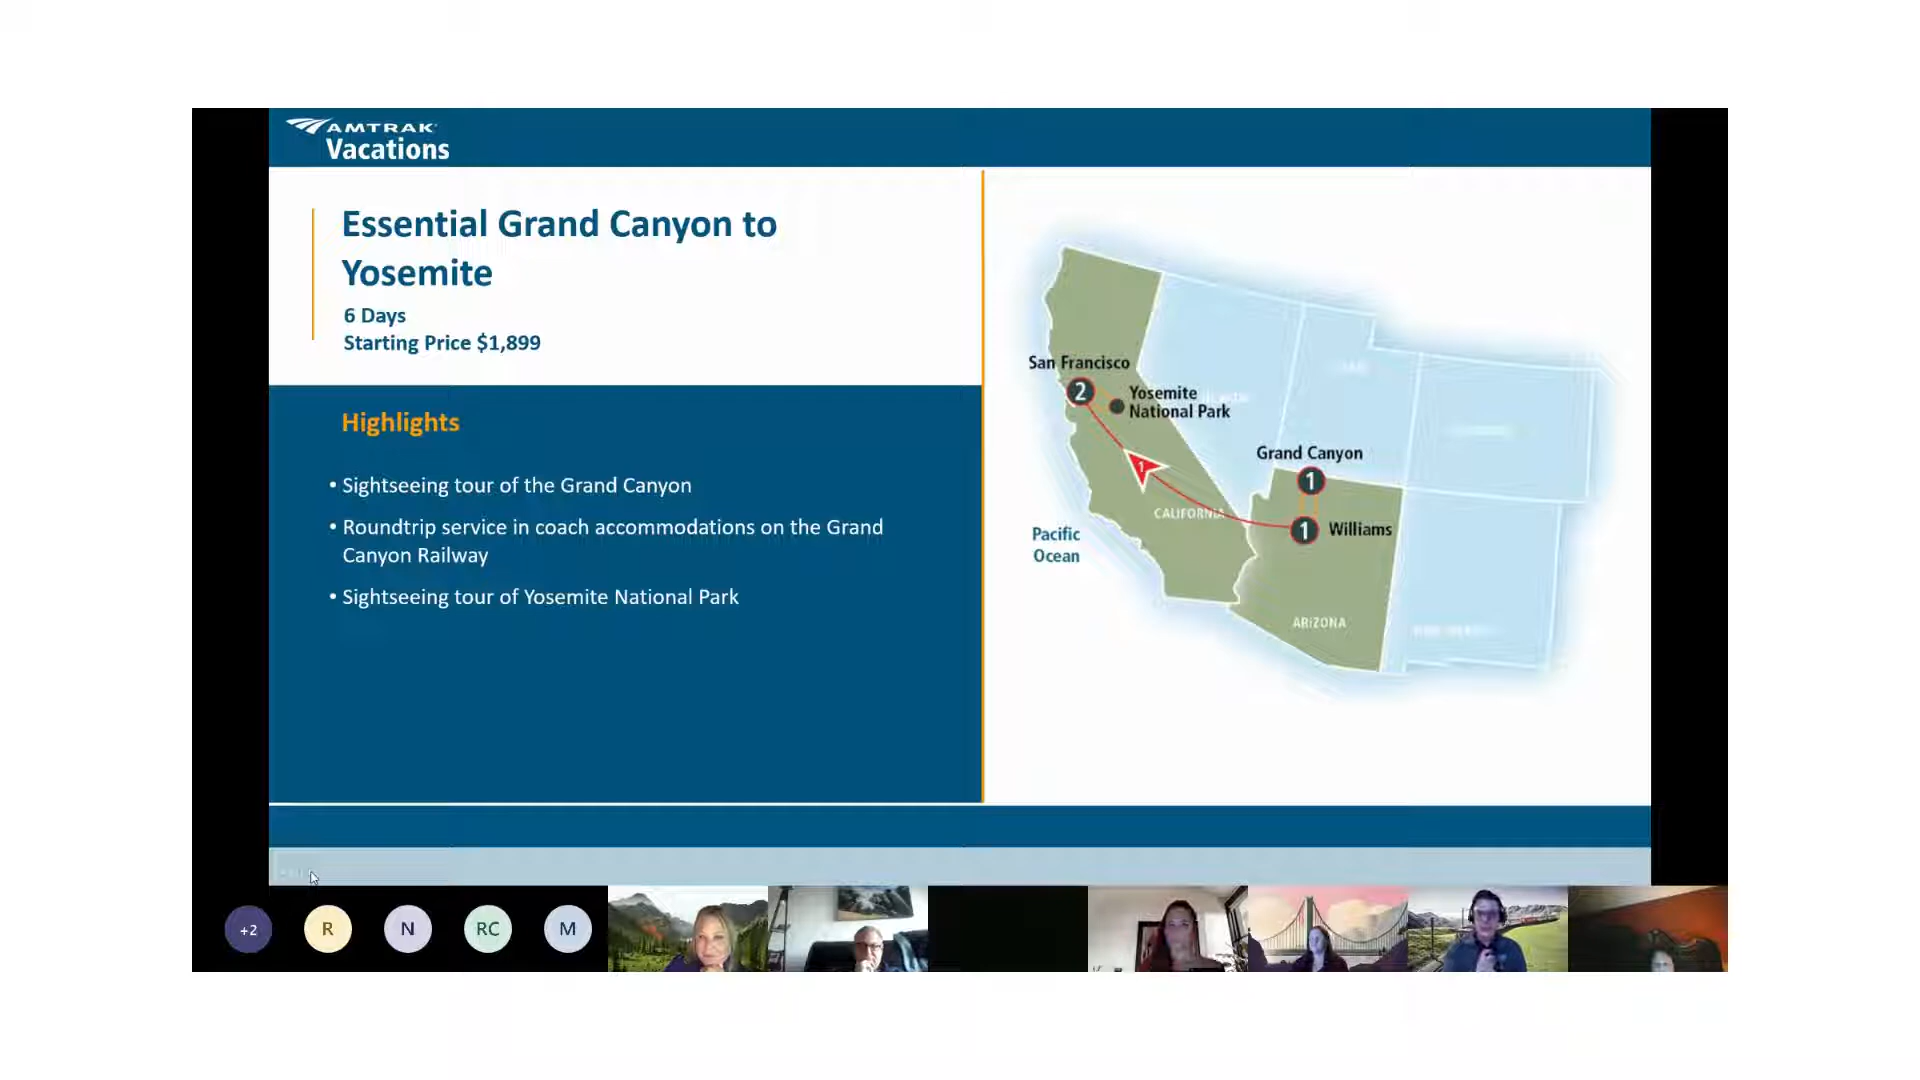 AMTRAK
Vacations
Essential Grand Canyon to
Yosemite
6 Days
Starting Price $1,899
Highlights
• Sightseeing tour of the Grand Canyon
• Roundtrip service in coach accommodations on the Grand
Canyon Railway
• Sightseeing tour of Yosemite National Park
San Francisco
2
Yosemite
National Park
1
Grand Canyon
1
CALIFORNIA
1 Williams
Pacific
Ocean
ARIZONA
+2
R
N
RC
M